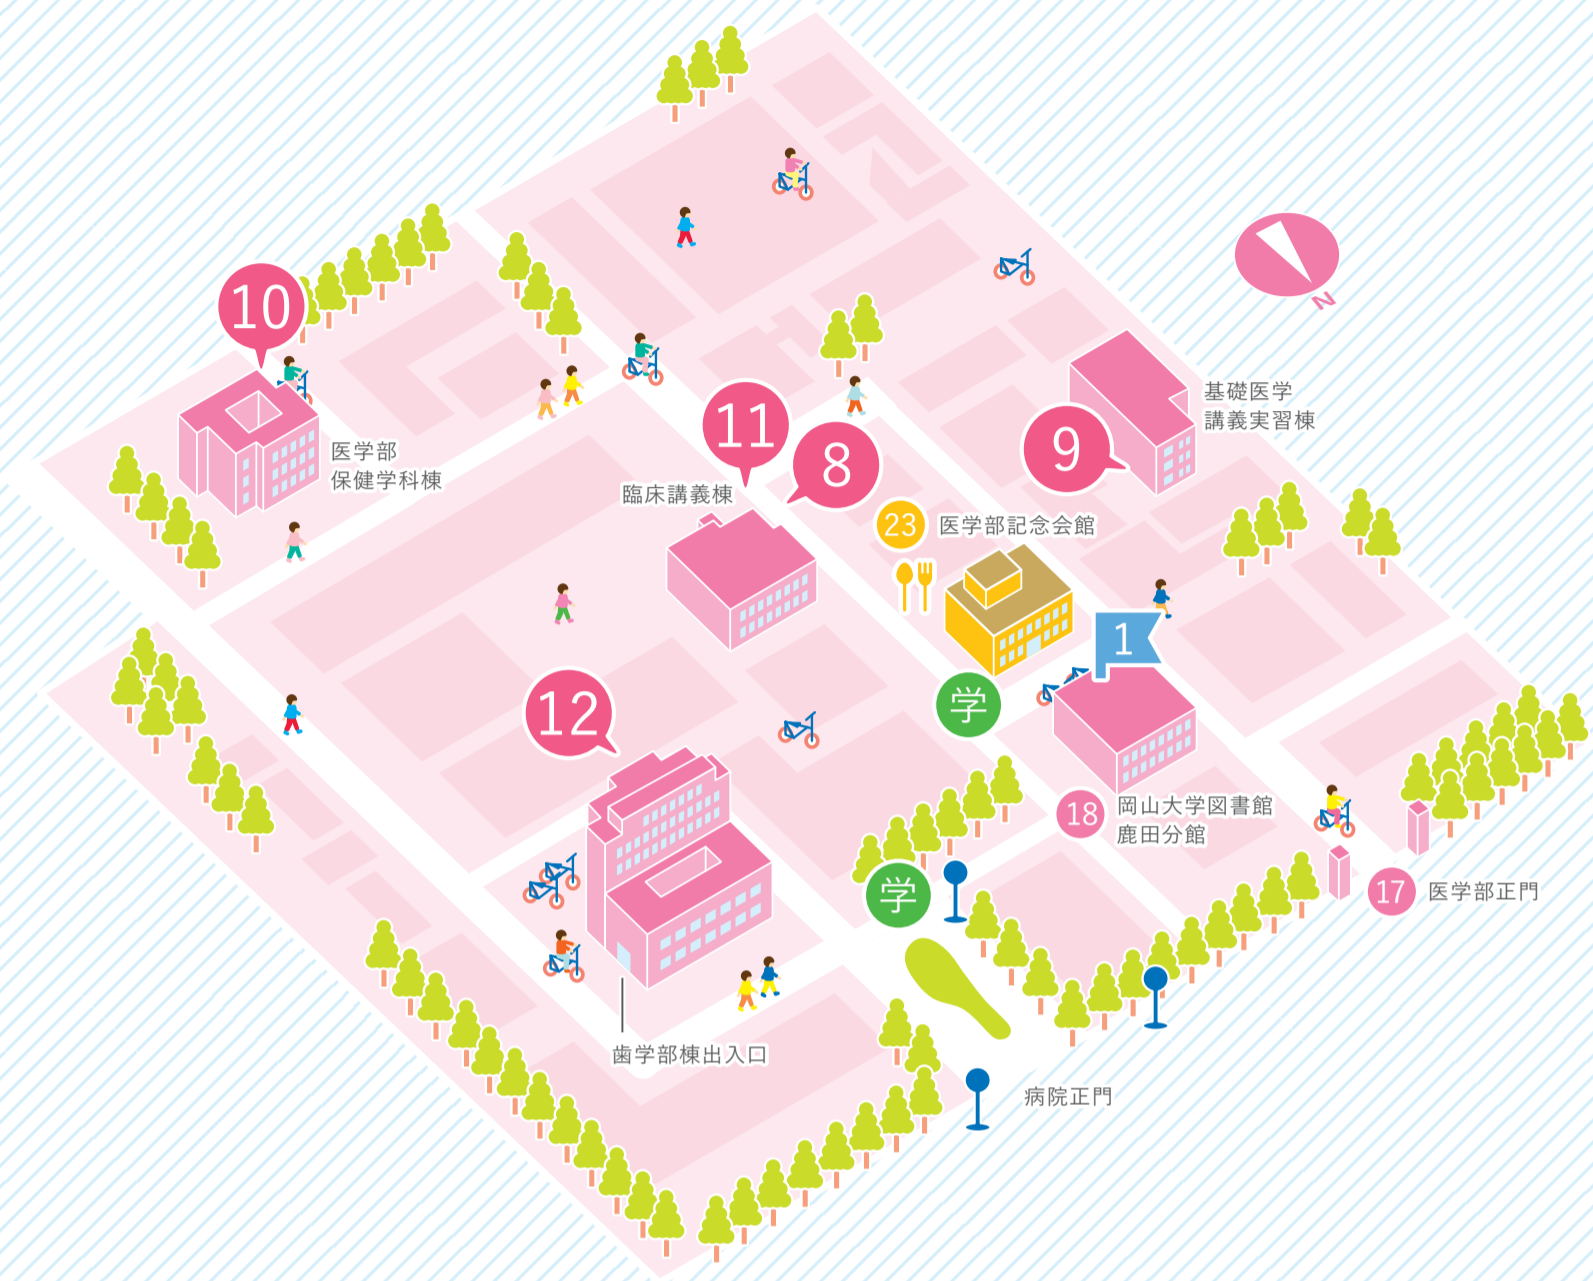 N
10
医学部
保健学科棟
11
8
臨床講義棟
9
基礎医学
講義実習棟
23
医学部記念会館
1
学
12
18
岡山大学図書館
鹿田分館
17
医学部正門
学
歯学部棟出入口
病院正門